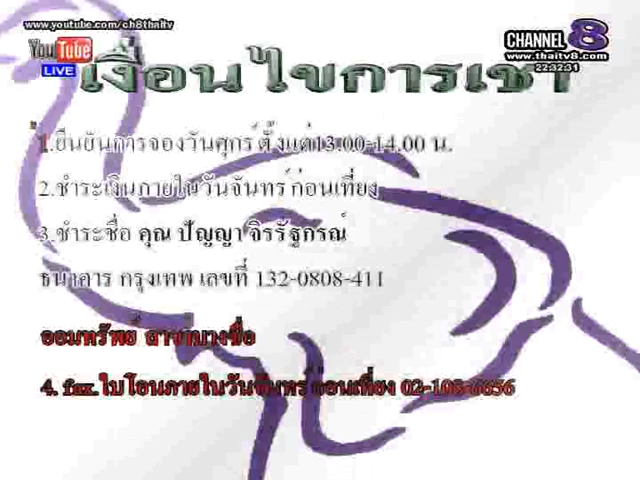 www.youtube.com/ch8thaitv
YouTube
LIVE
CHANNEL 8
www.thaitv8.com
22:32:31
เงื่อนไขการเช่า
1.ยืนยันการจองวันศุกร์ ตั้งแต่13.00-14.00 น.
2.ชำระเงินภายในวันจันทร์ ก่อนเที่ยง
3.ชำระชื่อ คุณ ปัญญา จิรรัฐกรณ์
ธนาคาร กรุงเทพ เลขที่ 132-0808-411
ออมทรัพย์ สาขาบางซื่อ
4. fax.ใบโอนภายในวันจันทร์ ก่อนเที่ยง